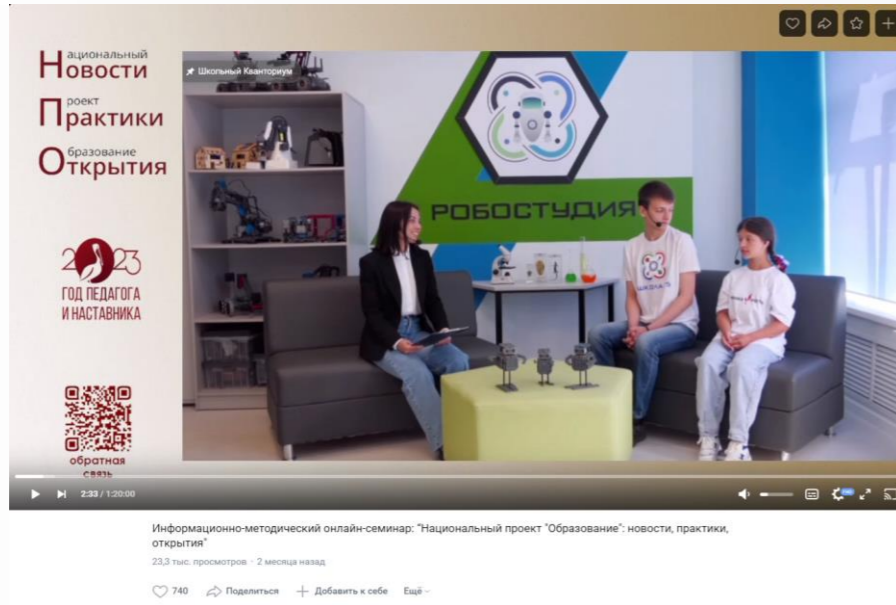 Национальный
Новости
Проект
Практики
Образование
Открытия
Школьный Кванториум
РОБОСТУДИЯ
2023
ГОД ПЕДАГОГА
И НАСТАВНИКА
обратная
связь
2:33 / 1:20:00
Информационно-методический онлайн-семинар: "Национальный проект "Образование": новости, практики,
открытия"
23,3 тыс. просмотров · 2 месяца назад
740 Поделиться Добавить к себе Ещё